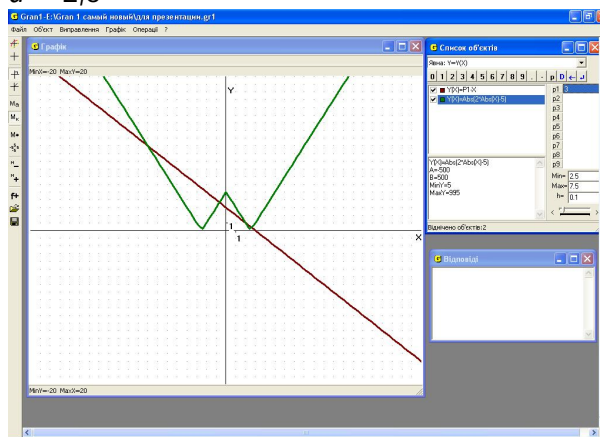 Gran1-E:\Gran 1 самый новый\для презентации.gr1
Файл Об'єкт Виправлення Графік Операції ?
Графік
MinX=-20 MaxY=20
Y
1
1
X
MinY=-20 MaxX=20
Список об'єктів
Явна: Y=Y(X)
0 1 2 3 4 5 6 7 8 9 . - p D
Y(X)=P1-X
Y(X)=Abs(2*Abs(X)-5)
p1 3
p2
p3
p4
p5
p6
p7
p8
p9
Min= 2.5
Max= 7.5
h= 0.1
Y(X)=Abs(2*Abs(X)-5)
A=-500
B=500
MinY=5
MaxY=995
Відмічено об'єктів:2
Відповіді